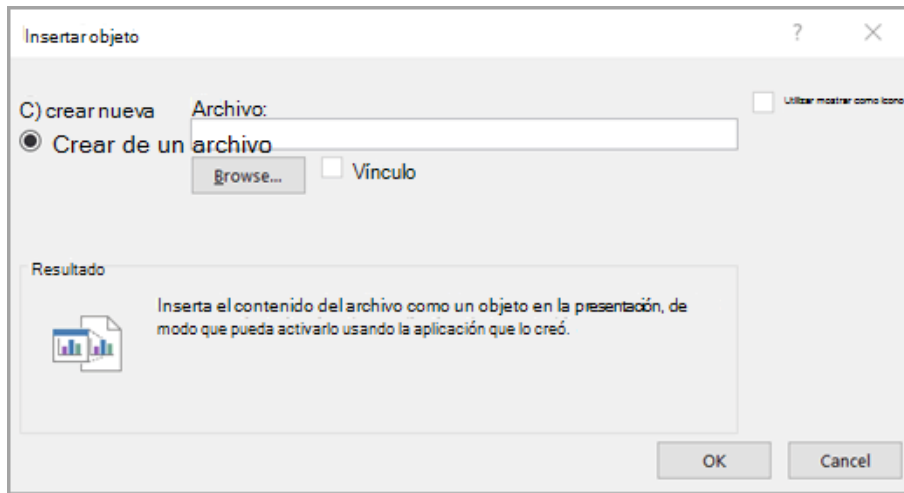 Insertar objeto
?
C) crear nueva
Archivo:
Utilizar mostrar como icono
Crear de un archivo
Browse...
Vínculo
Resultado
Inserta el contenido del archivo como un objeto en la presentación, de
modo que pueda activarlo usando la aplicación que lo creó.
OK
Cancel